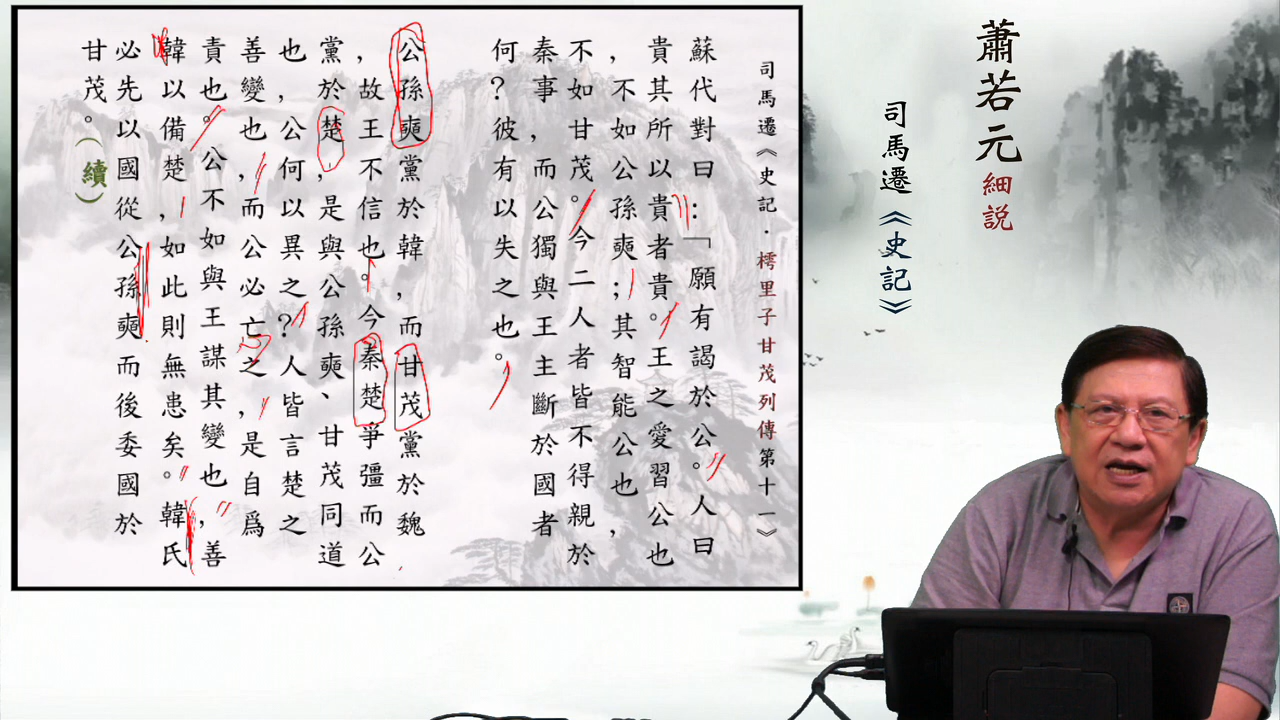 蕭若元細説
司馬遷《史記》
司馬遷《史記．樗里子甘茂列傳第十一》
蘇代對曰：「願有謁於公。人曰
貴其所以貴者貴。王之愛習公也
，不如公孫奭；其智能公也，
不如甘茂。今二人者皆不得親於
秦事，而公獨與王主斷於國者
何？彼有以失之也。
公孫奭黨於韓，而甘茂黨於魏
，故王不信也。今秦楚爭彊而公
黨於楚，是與公孫奭、甘茂同道
也，公何以異之？人皆言楚之
善變也，而公必亡之，是自爲
責也。公不如與王謀其變也，善
韓以備楚，如此則無患矣。韓氏
必先以國從公孫奭而後委國於
甘茂。（續）